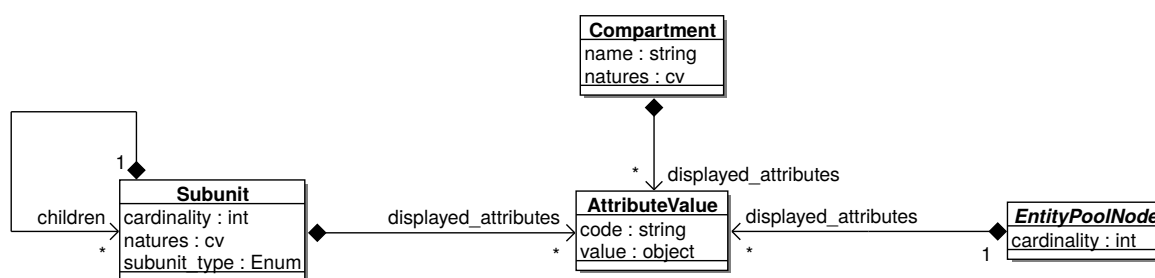 Compartment
name : string
natures : cv
1
*
displayed_attributes
Subunit
cardinality : int
natures : cv
subunit_type : Enum
children
*
displayed_attributes
*
AttributeValue
code : string
value : object
displayed_attributes
*
1
EntityPoolNode
cardinality : int